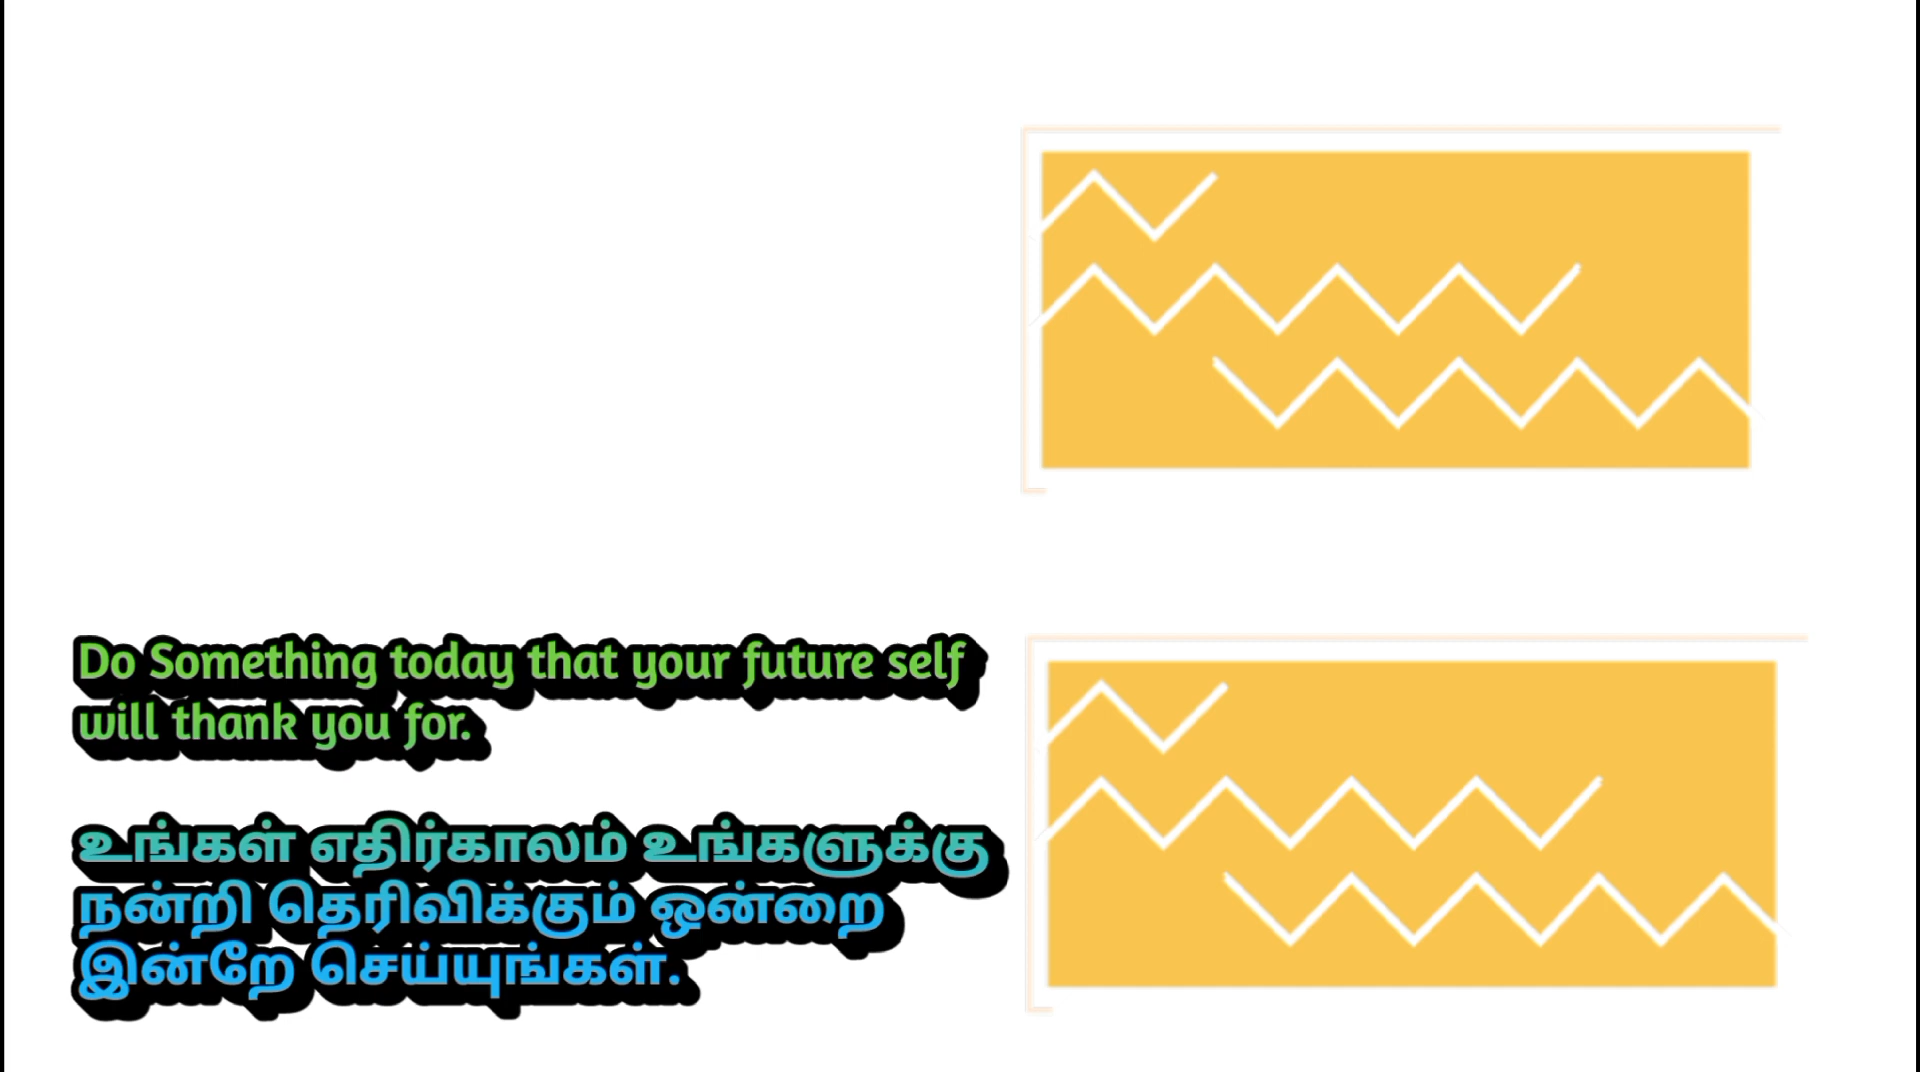 Do Something today that your future self
will thank you for.
உங்கள் எதிர்காலம் உங்களுக்கு
நன்றி தெரிவிக்கும் ஒன்றை
இன்றே செய்யுங்கள்.